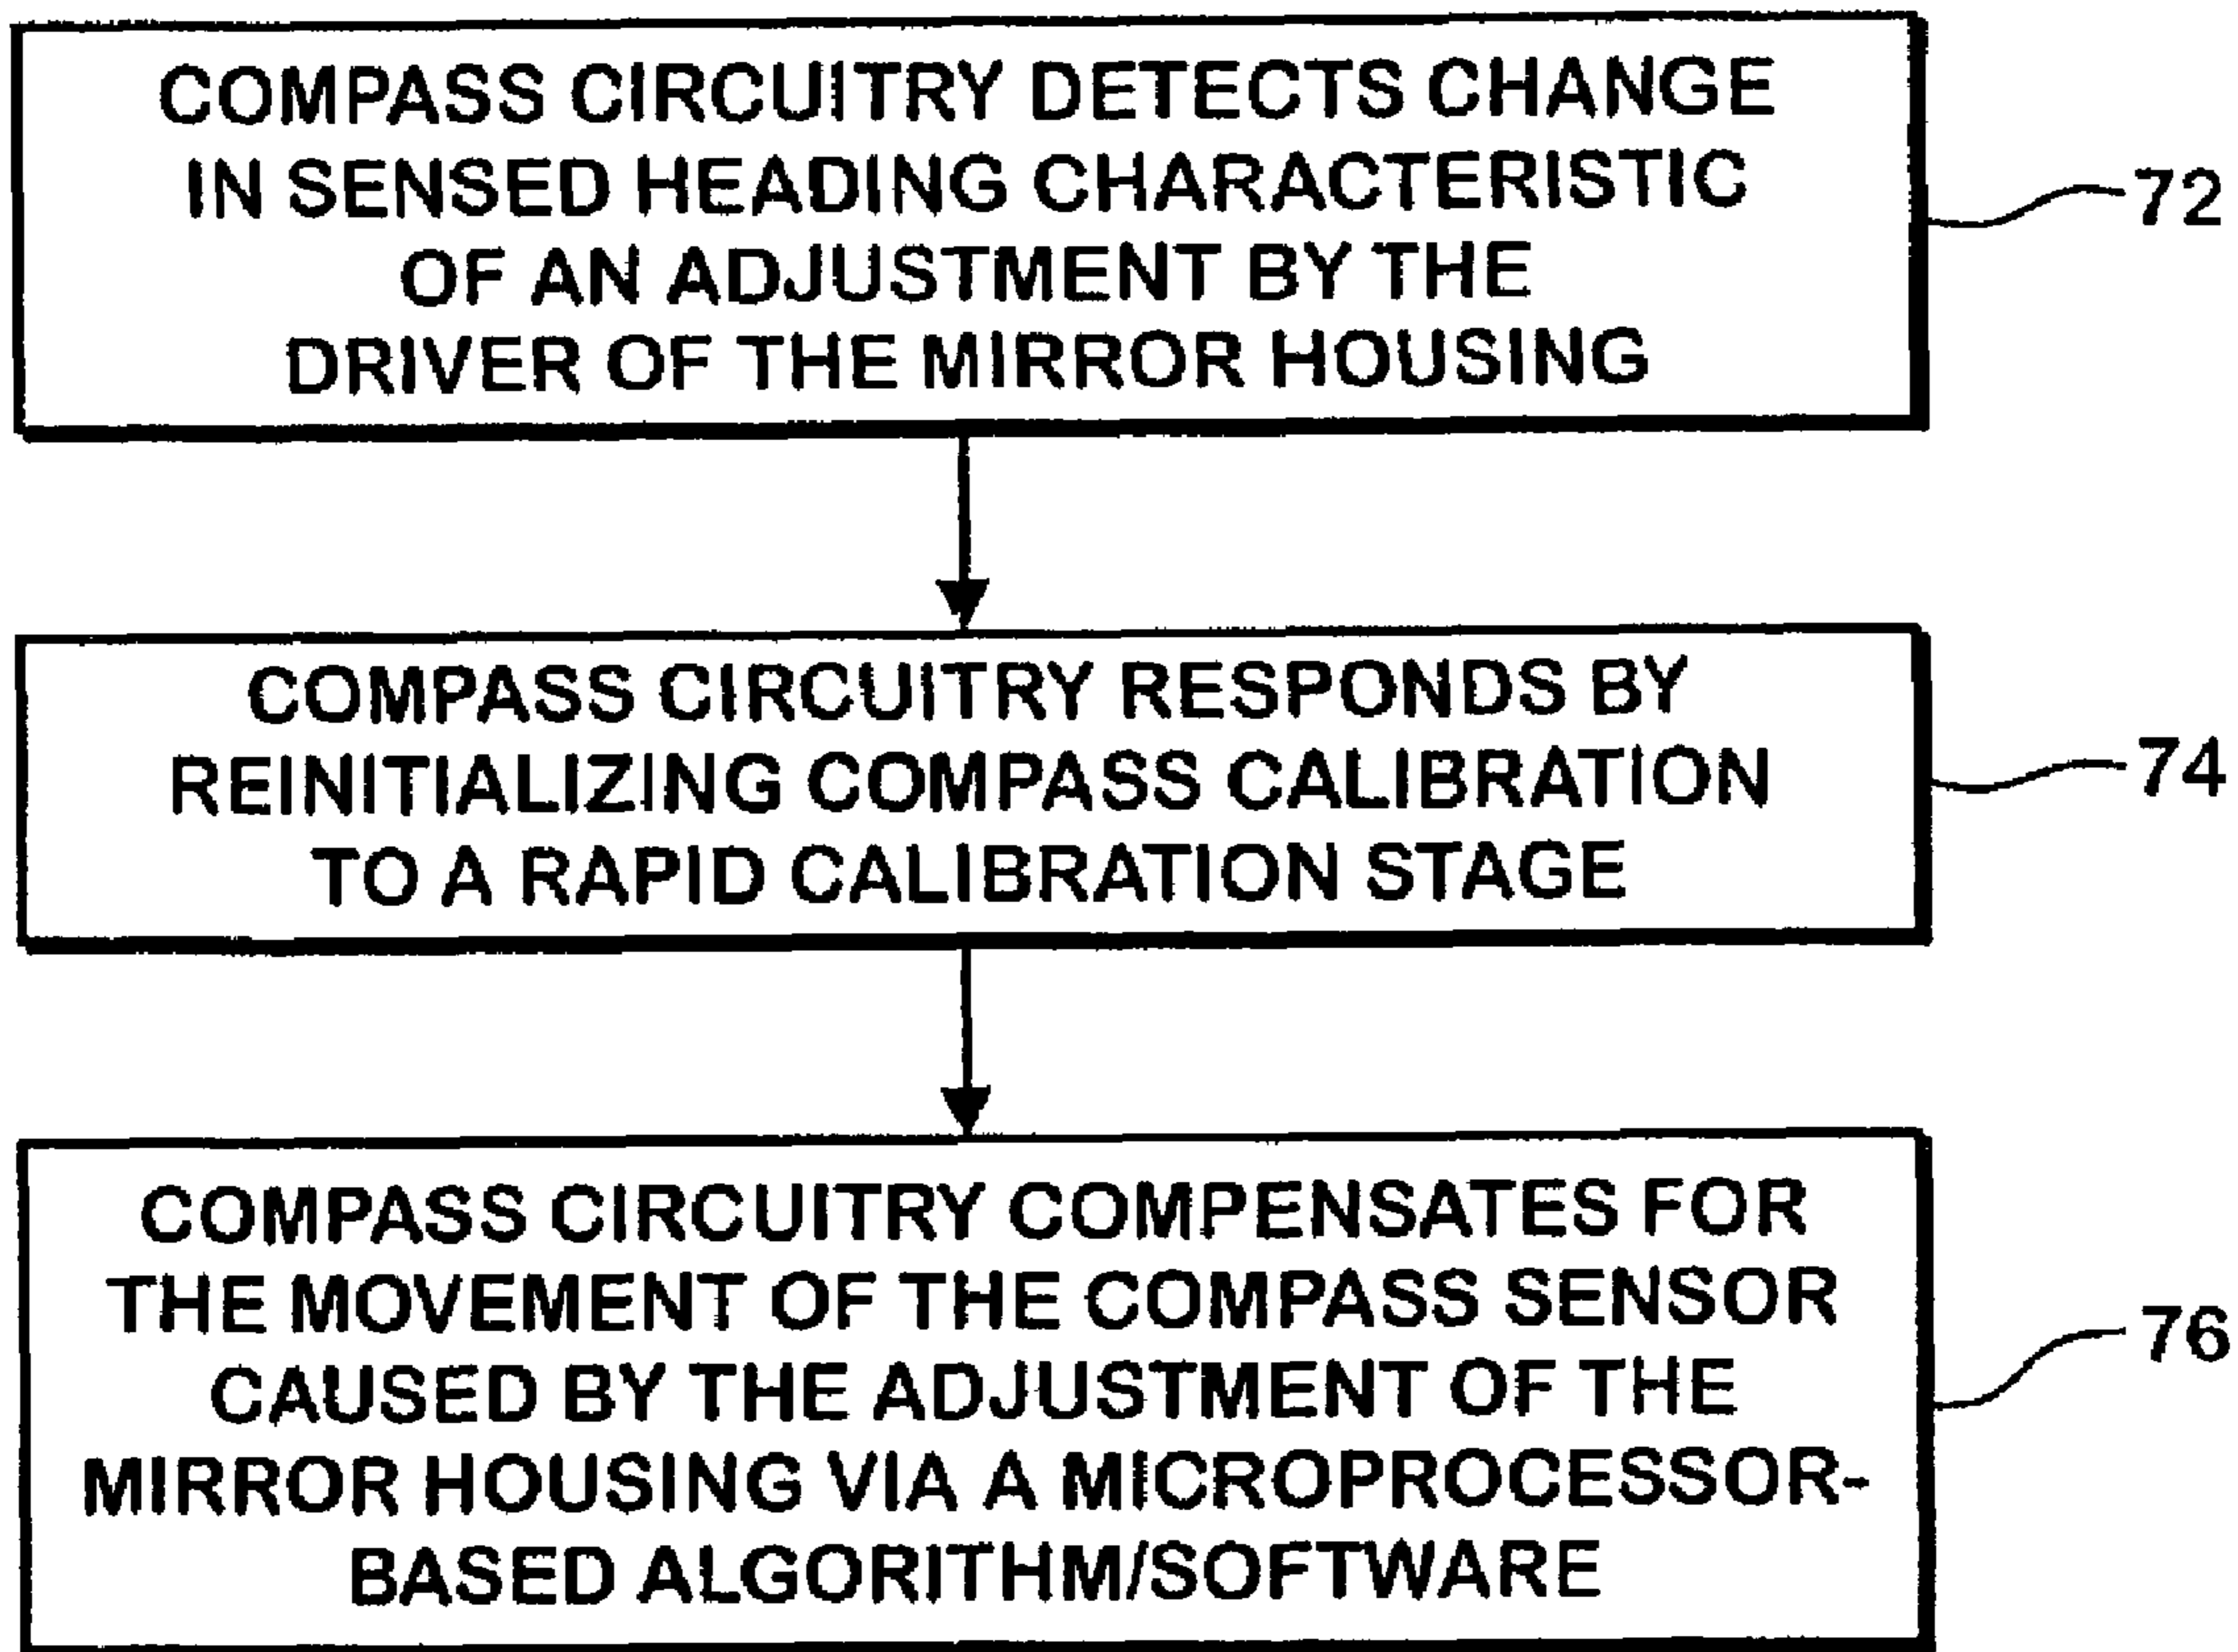 COMPASS CIRCUITRY DETECTS CHANGE
IN SENSED HEADING CHARACTERISTIC
OF AN ADJUSTMENT BY THE
DRIVER OF THE MIRROR HOUSING
72
COMPASS CIRCUITRY RESPONDS BY
REINITIALIZING COMPASS CALIBRATION
TO A RAPID CALIBRATION STAGE
74
COMPASS CIRCUITRY COMPENSATES FOR
THE MOVEMENT OF THE COMPASS SENSOR
CAUSED BY THE ADJUSTMENT OF THE
MIRROR HOUSING VIA A MICROPROCESSOR-
BASED ALGORITHM/SOFTWARE
76